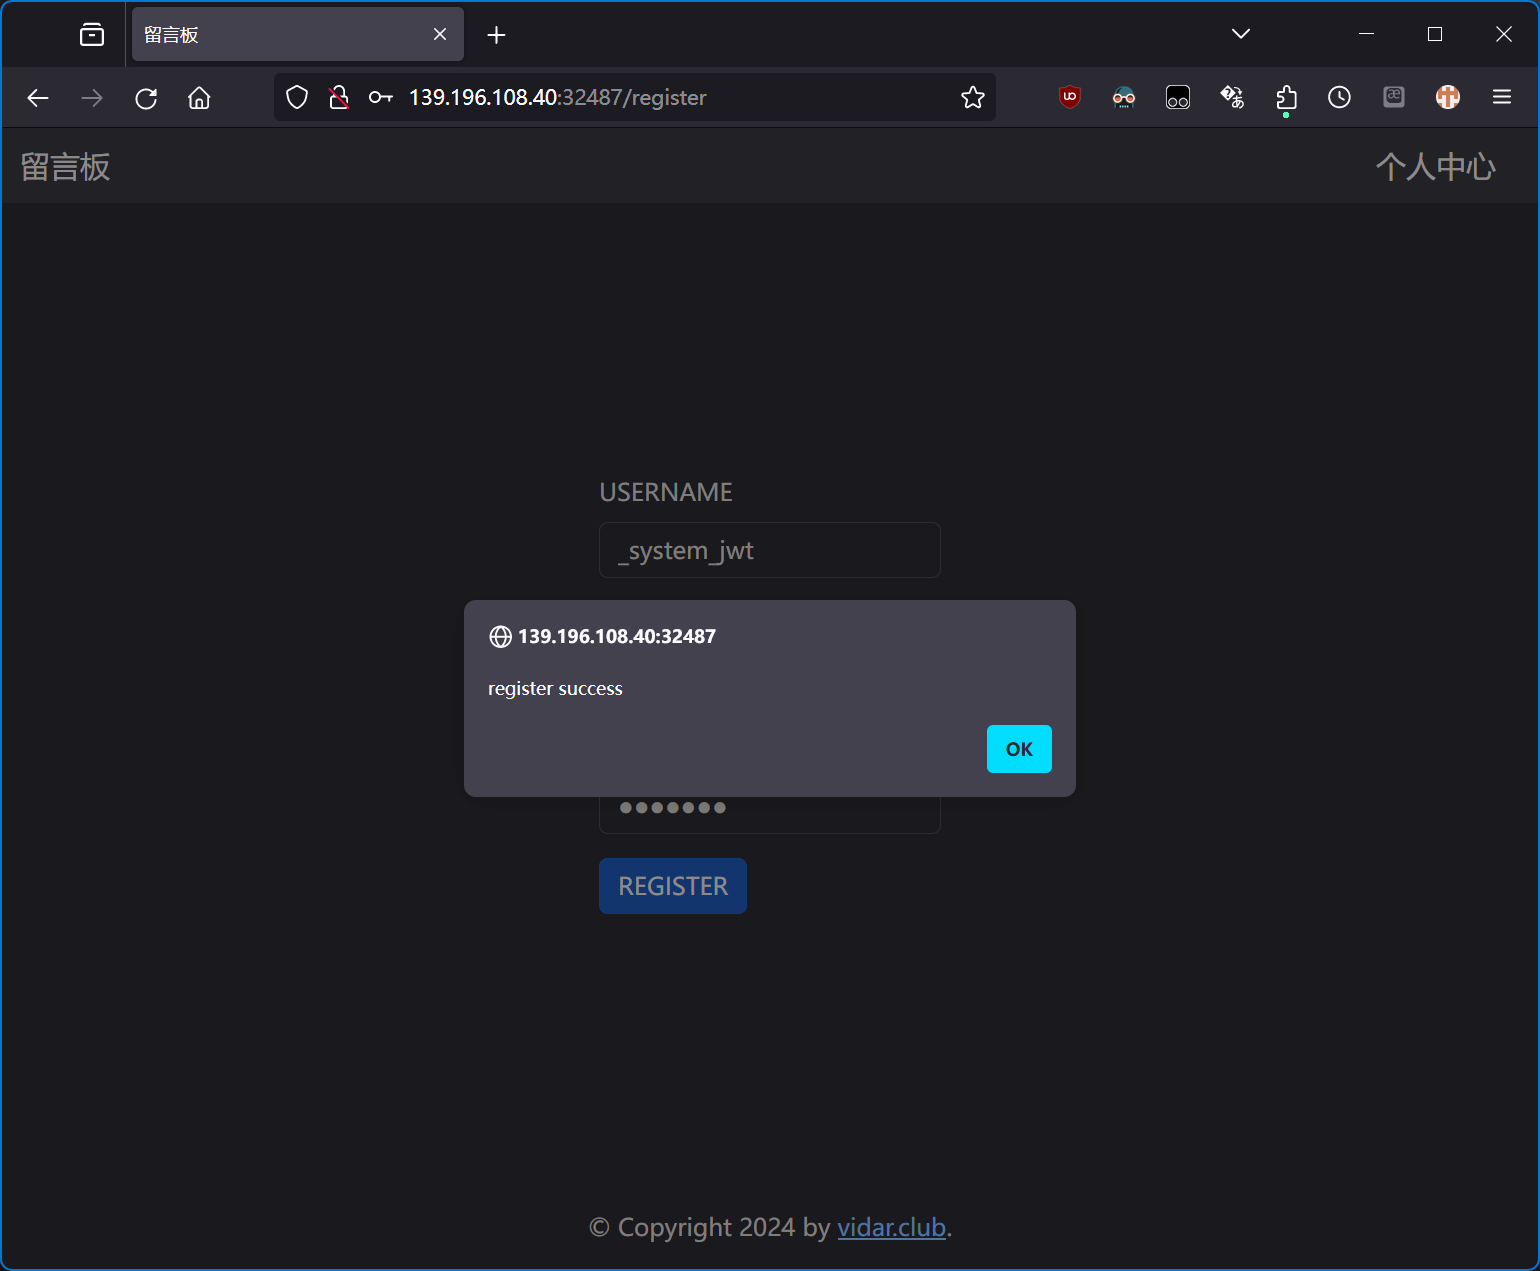 留言板
139.196.108.40:32487/register
留言板
个人中心
USERNAME
_system_jwt
139.196.108.40:32487
register success
OK
REGISTER
© Copyright 2024 by vidar.club.